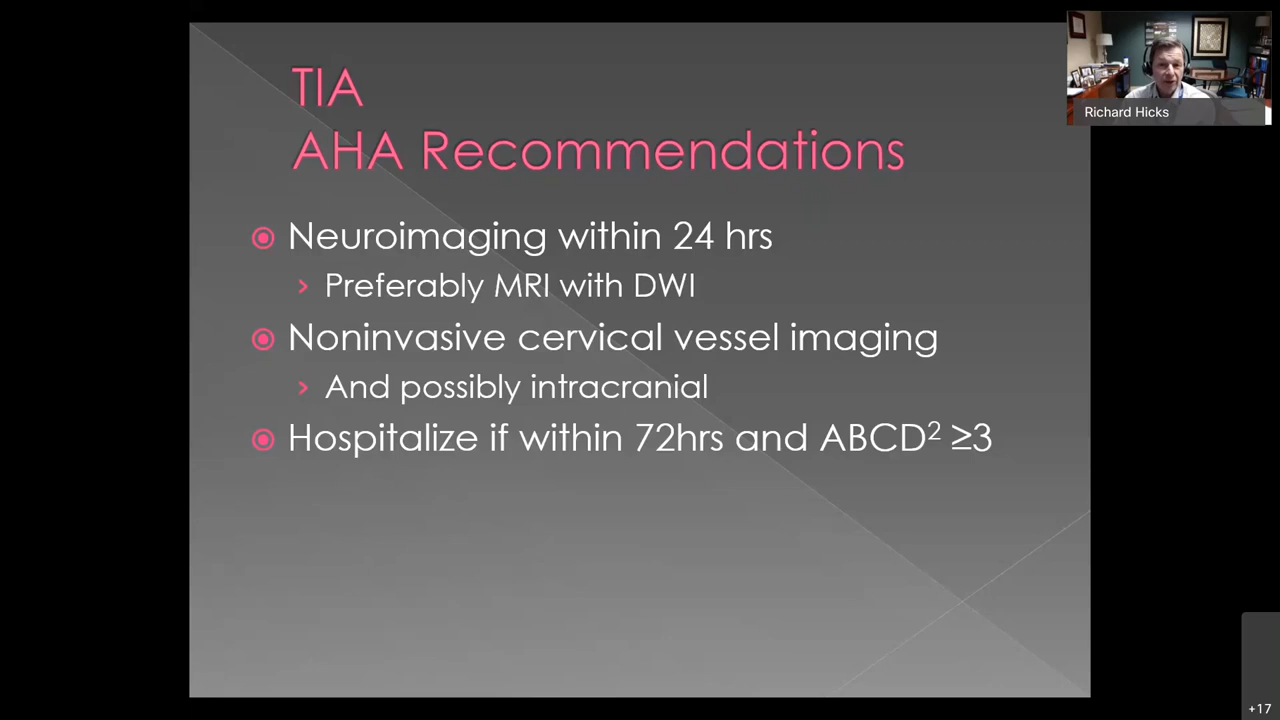 TIA
AHA Recommendations
Neuroimaging within 24 hrs
Preferably MRI with DWI
Noninvasive cervical vessel imaging
And possibly intracranial
Hospitalize if within 72hrs and ABCD² ≥3
Richard Hicks
+17